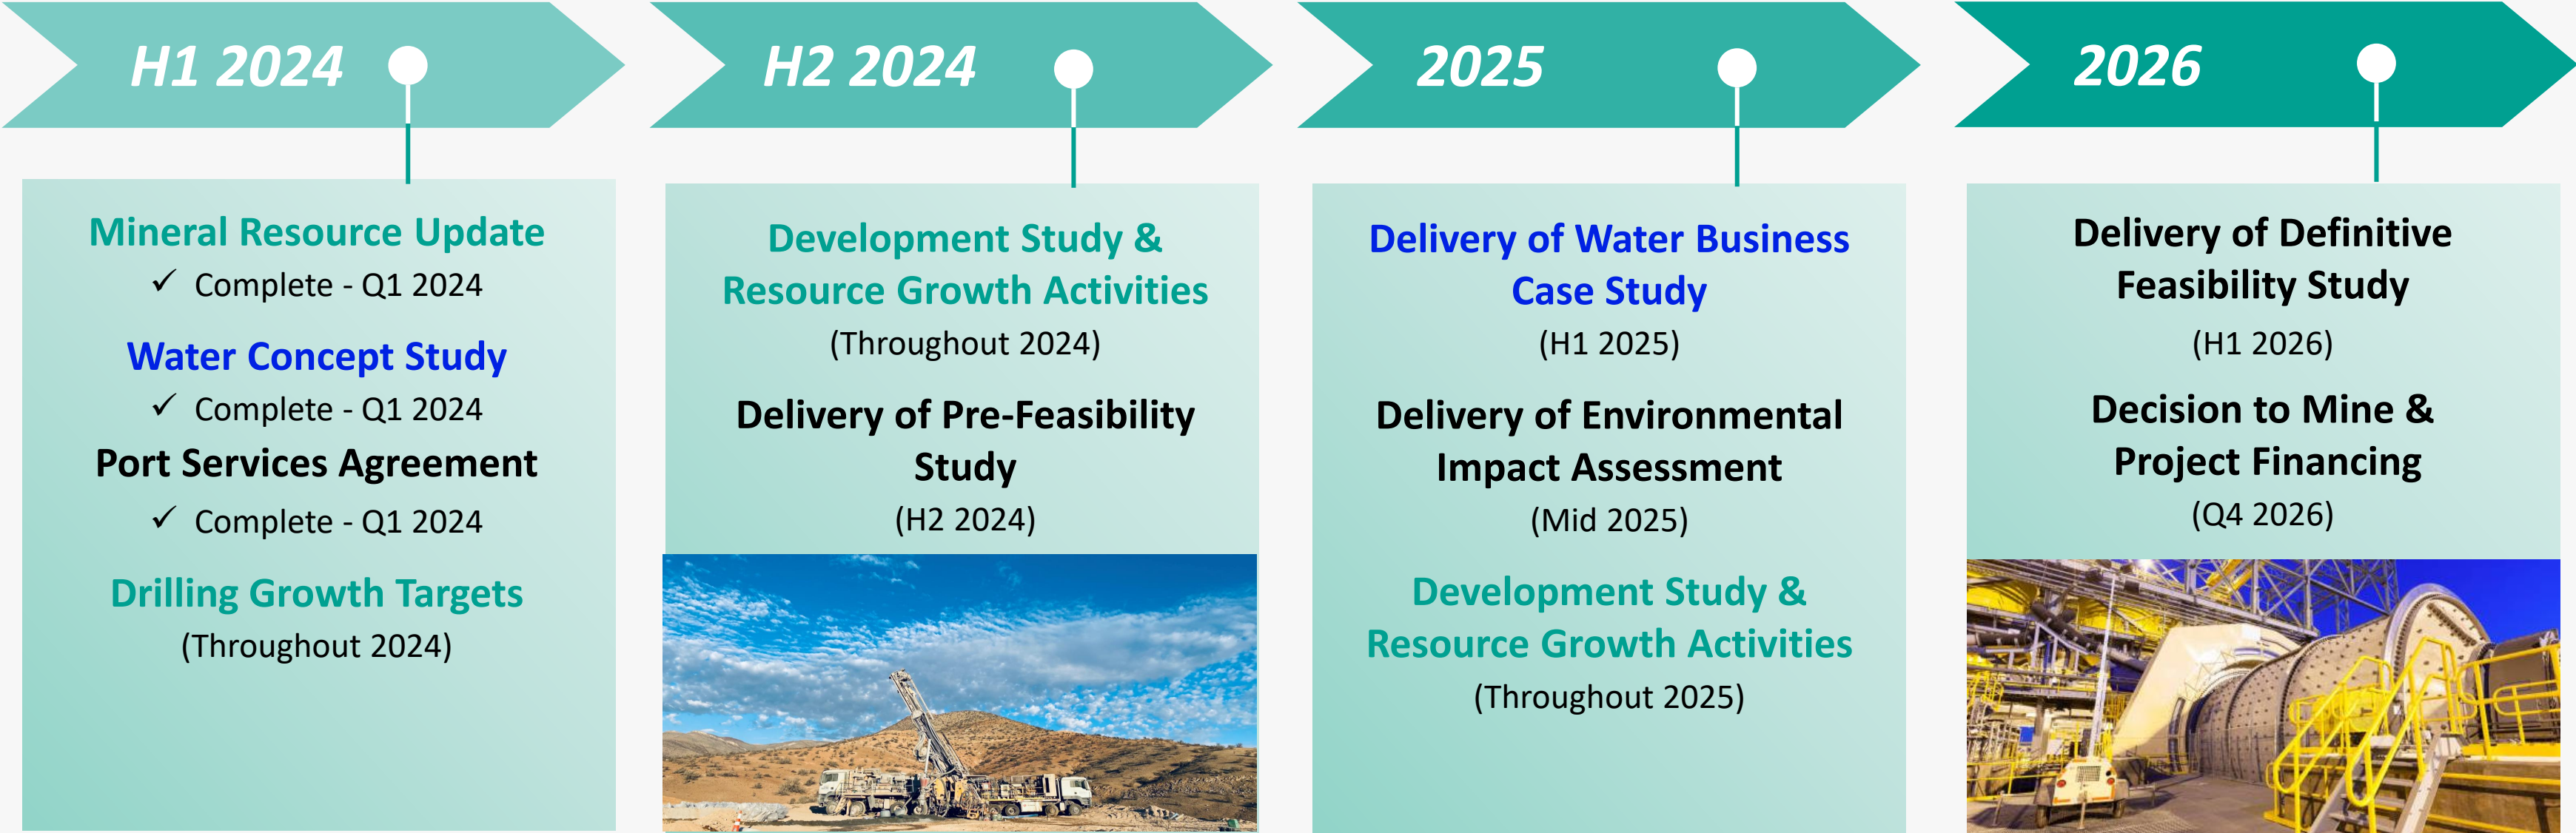 H1 2024
Mineral Resource Update
✓ Complete - Q1 2024
Water Concept Study
✓ Complete - Q1 2024
Port Services Agreement
✓ Complete - Q1 2024
Drilling Growth Targets
(Throughout 2024)
H2 2024
Development Study &
Resource Growth Activities
(Throughout 2024)
Delivery of Pre-Feasibility
Study
(H2 2024)
2025
Delivery of Water Business
Case Study
(H1 2025)
Delivery of Environmental
Impact Assessment
(Mid 2025)
Development Study &
Resource Growth Activities
(Throughout 2025)
2026
Delivery of Definitive
Feasibility Study
(H1 2026)
Decision to Mine &
Project Financing
(Q4 2026)